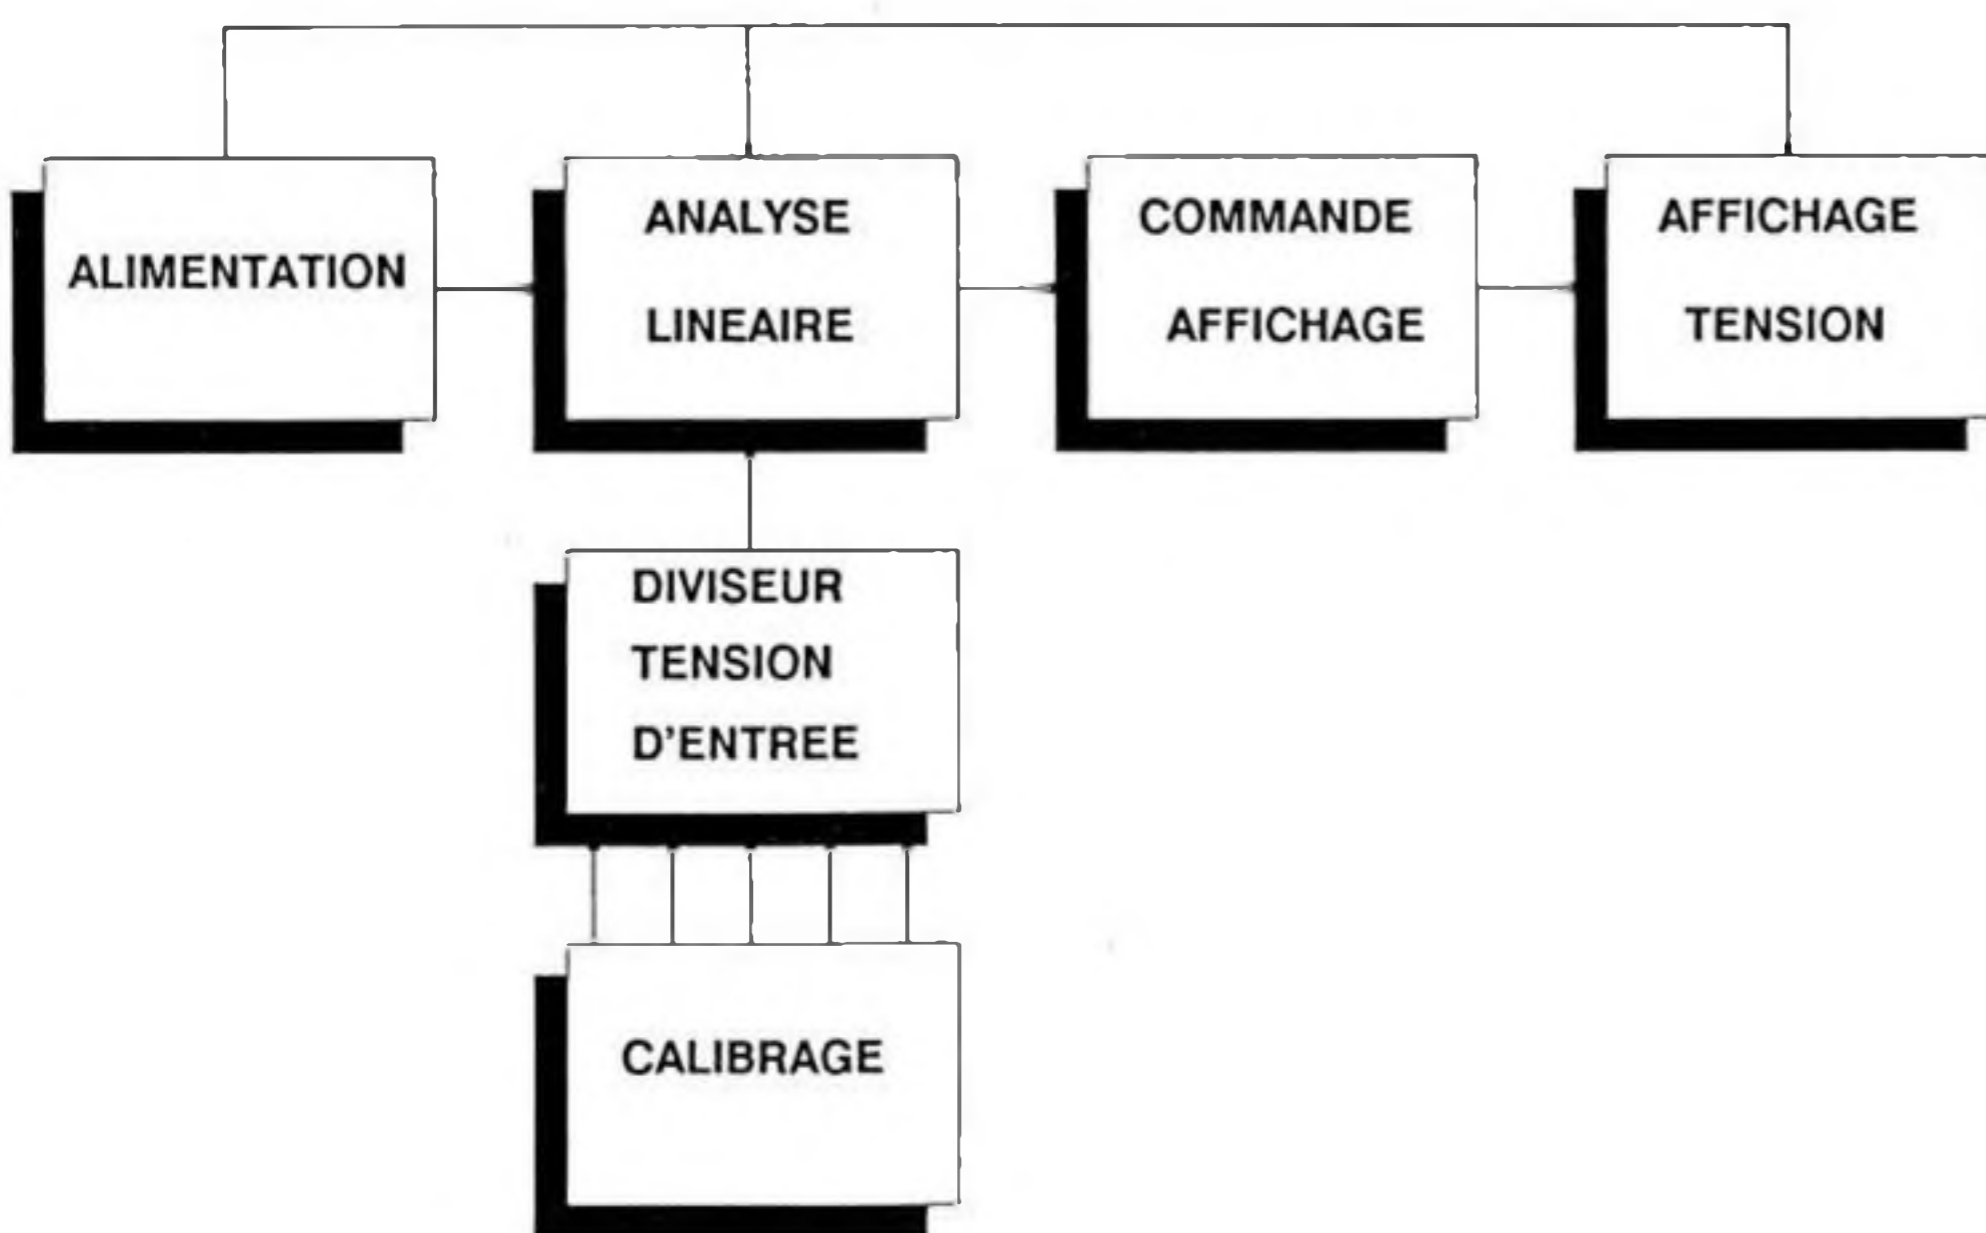 ALIMENTATION
ANALYSE
LINEAIRE
COMMANDE
AFFICHAGE
AFFICHAGE
TENSION
DIVISEUR
TENSION
D'ENTREE
CALIBRAGE